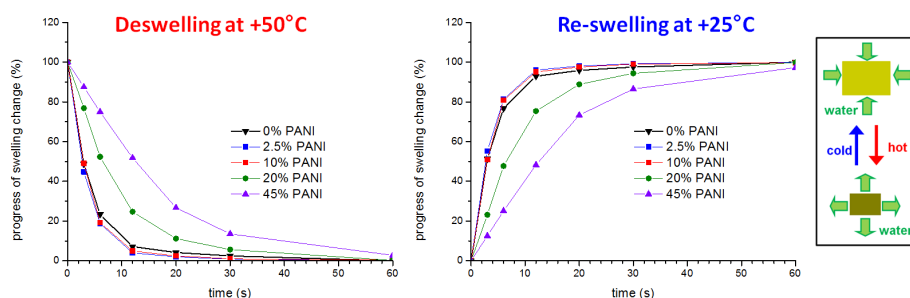 Deswelling at +50°C
progress of swelling change (%)
120
100
80
60
40
20
0
0% PANI
2.5% PANI
10% PANI
20% PANI
45% PANI
0 10 20 30 40 50 60
time (s)
Re-swelling at +25°C
progress of swelling change (%)
120
100
80
60
40
20
0
0% PANI
2.5% PANI
10% PANI
20% PANI
45% PANI
0 10 20 30 40 50 60
time (s)
water
cold hot
water